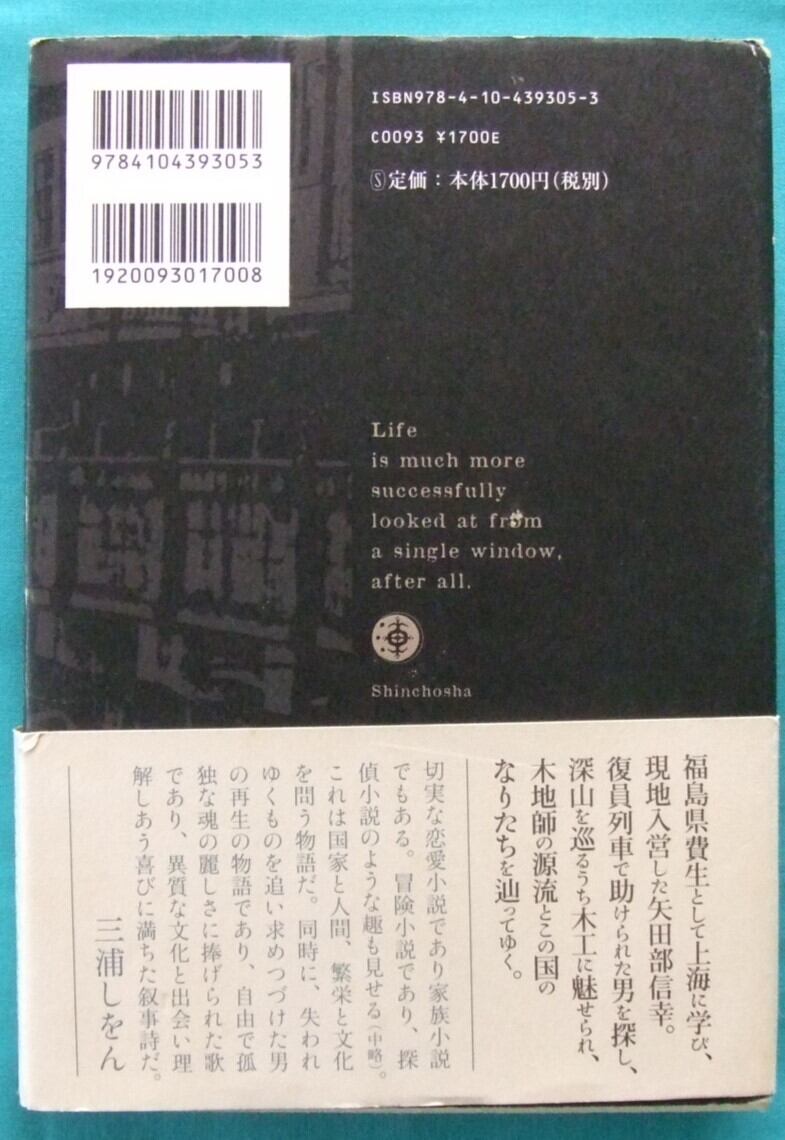 9784104393053
1920093017008
ISBN978-4-10-439305-3
C0093 ¥1700E
Ⓢ定価：本体1700円（税別）
Life
is much more
successfully
looked at from
a single window,
after all.
Shinchosha
福島県費生として上海に学び、
現地入営した矢田部信幸。
復員列車で助けられた男を探し、
深山を巡るうち木工に魅せられ、
木地師の源流とこの国の
なりたちを辿ってゆく。
切実な恋愛小説であり家族小説
でもある。冒険小説であり、探
偵小説のような趣も見せる（中略）。
これは国家と人間、繁栄と文化
を問う物語だ。同時に、失われ
ゆくものを追い求めつづけた男
の再生の物語であり、自由で孤
独な魂の麗しさに捧げられた歌
であり、異質な文化と出会い理
解しあう喜びに満ちた叙事詩だ。
三浦しをん